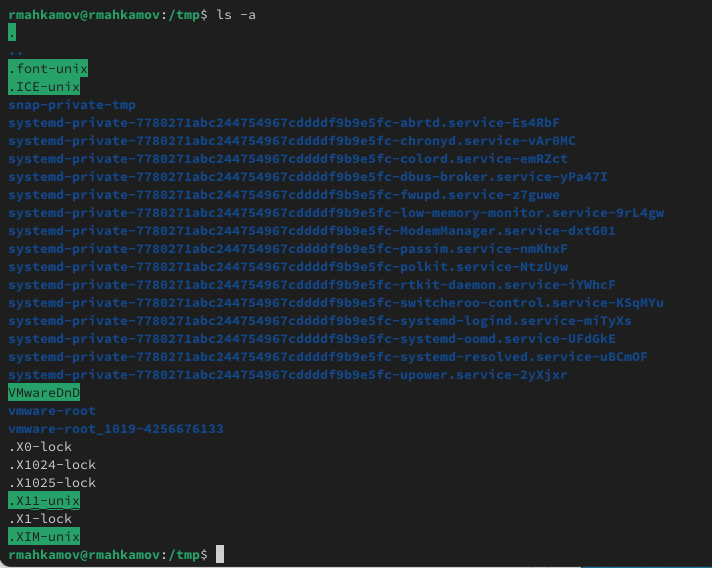 rmahkamov@rmahkamov:/tmp$ ls -a
.
..
.font-unix
.ICE-unix
snap-private-tmp
systemd-private-7780271abc244754967cddddf9b9e5fc-abrtd.service-Es4RbF
systemd-private-7780271abc244754967cddddf9b9e5fc-chronyd.service-vAr0MC
systemd-private-7780271abc244754967cddddf9b9e5fc-colord.service-emRZct
systemd-private-7780271abc244754967cddddf9b9e5fc-dbus-broker.service-yPa47I
systemd-private-7780271abc244754967cddddf9b9e5fc-fwupd.service-z7guwe
systemd-private-7780271abc244754967cddddf9b9e5fc-low-memory-monitor.service-9rL4gw
systemd-private-7780271abc244754967cddddf9b9e5fc-ModemManager.service-dxtG01
systemd-private-7780271abc244754967cddddf9b9e5fc-passim.service-nmKhxF
systemd-private-7780271abc244754967cddddf9b9e5fc-polkit.service-NtzUyw
systemd-private-7780271abc244754967cddddf9b9e5fc-rtkit-daemon.service-iYWhcF
systemd-private-7780271abc244754967cddddf9b9e5fc-switcheroo-control.service-KSqMYu
systemd-private-7780271abc244754967cddddf9b9e5fc-systemd-logind.service-miTyXs
systemd-private-7780271abc244754967cddddf9b9e5fc-systemd-oomd.service-UFdGkE
systemd-private-7780271abc244754967cddddf9b9e5fc-systemd-resolved.service-uBCmOF
systemd-private-7780271abc244754967cddddf9b9e5fc-upower.service-2yXjxr
VMwareDnD
vmware-root
vmware-root_1019-4256676133
.X0-lock
.X1024-lock
.X1025-lock
.X11-unix
.X1-lock
.XIM-unix
rmahkamov@rmahkamov:/tmp$